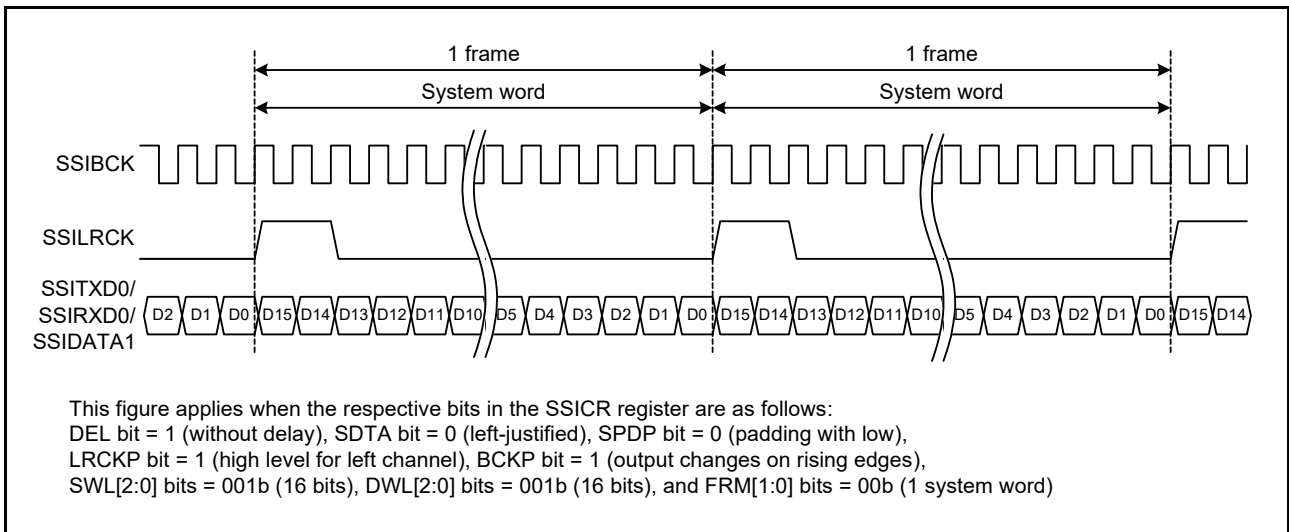 1 frame 1 frame
System word System word
SSIBCK
SSILRCK
SSITXD0/
SSIRXD0/
SSIDATA1
D2 D1 D0 D15 D14 D13 D12 D11 D10 D5 D4 D3 D2 D1 D0 D15 D14 D13 D12 D11 D10 D5 D4 D3 D2 D1 D0 D15 D14
This figure applies when the respective bits in the SSICR register are as follows:
DEL bit = 1 (without delay), SDTA bit = 0 (left-justified), SPDP bit = 0 (padding with low),
LRCKP bit = 1 (high level for left channel), BCKP bit = 1 (output changes on rising edges),
SWL[2:0] bits = 001b (16 bits), DWL[2:0] bits = 001b (16 bits), and FRM[1:0] bits = 00b (1 system word)